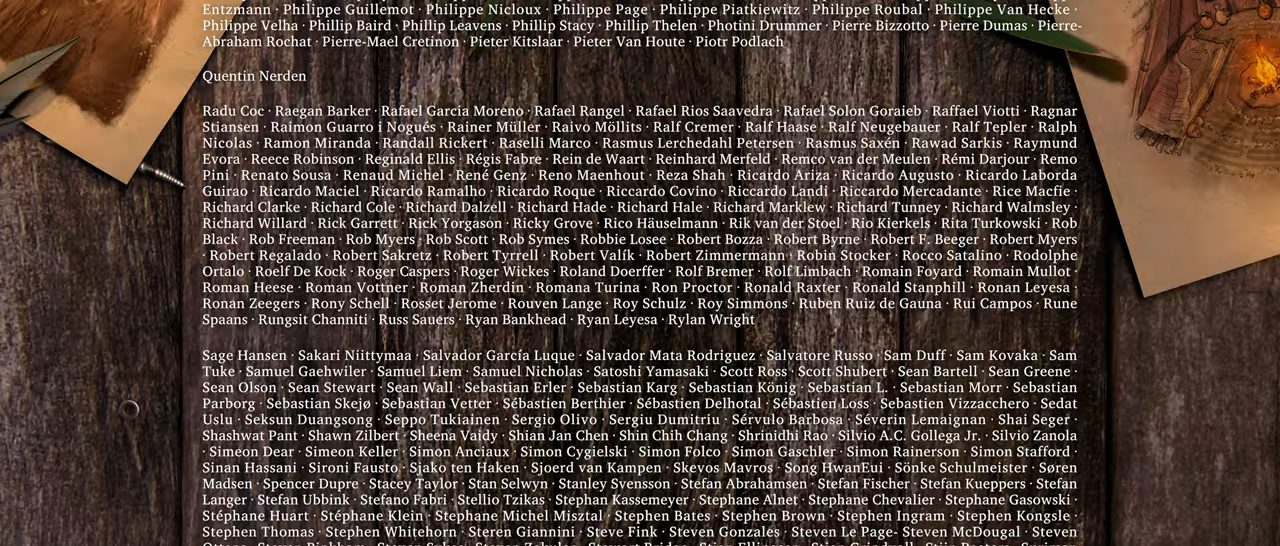 Entzmann · Philippe Guillemot · Philippe Nicloux · Philippe Page · Philippe Piatkiewitz · Philippe Roubal · Philippe Van Hecke ·
Philippe Velha · Phillip Baird · Phillip Leavens · Phillip Stacy · Phillip Thelen · Photini Drummer · Pierre Bizzotto · Pierre Dumas · Pierre-
Abraham Rochat · Pierre-Mael Cretinon · Pieter Kitslaar · Pieter Van Houte · Piotr Podlach
Quentin Nerden
Radu Coc · Raegan Barker · Rafael Garcia Moreno · Rafael Rangel · Rafael Rios Saavedra · Rafael Solon Goraieb · Raffael Viotti · Ragnar
Stiansen · Raimon Guarro i Nogués · Rainer Müller · Raivo Möllits · Ralf Cremer · Ralf Haase · Ralf Neugebauer · Ralf Tepler · Ralph
Nicolas · Ramon Miranda · Randall Rickert · Raselli Marco · Rasmus Lerchedahl Petersen · Rasmus Saxén · Rawad Sarkis · Raymund
Evora · Reece Robinson · Reginald Ellis · Régis Fabre · Rein de Waart · Reinhard Merfeld · Remco van der Meulen · Rémi Darjour · Remo
Pini · Renato Sousa · Renaud Michel · René Genz · Reno Maenhout · Reza Shah · Ricardo Ariza · Ricardo Augusto · Ricardo Laborda
Guirao · Ricardo Maciel · Ricardo Ramalho · Ricardo Roque · Riccardo Covino · Riccardo Landi · Riccardo Mercadante · Rice Macfie ·
Richard Clarke · Richard Cole · Richard Dalzell · Richard Hade · Richard Hale · Richard Marklew · Richard Tunney · Richard Walmsley ·
Richard Willard · Rick Garrett · Rick Yorgason · Ricky Grove · Rico Häuselmann · Rik van der Stoel · Rio Kierkels · Rita Turkowski · Rob
Black · Rob Freeman · Rob Myers · Rob Scott · Rob Symes · Robbie Losee · Robert Bozza · Robert Byrne · Robert F. Beeger · Robert Myers
· Robert Regalado · Robert Sakretz · Robert Tyrrell · Robert Valík · Robert Zimmermann · Robin Stocker · Rocco Satalino · Rodolphe
Ortalo · Roelf De Kock · Roger Caspers · Roger Wickes · Roland Doerffer · Rolf Bremer · Rolf Limbach · Romain Foyard · Romain Mullot ·
Roman Heese · Roman Vottner · Roman Zherdin · Romana Turina · Ron Proctor · Ronald Raxter · Ronald Stanphill · Ronan Leyesa ·
Ronan Zeegers · Rony Schell · Rosset Jerome · Rouven Lange · Roy Schulz · Roy Simmons · Ruben Ruiz de Gauna · Rui Campos · Rune
Spaans · Rungsit Channiti · Russ Sauers · Ryan Bankhead · Ryan Leyesa · Rylan Wright
Sage Hansen · Sakari Niittymaa · Salvador García Luque · Salvador Mata Rodriguez · Salvatore Russo · Sam Duff · Sam Kovaka · Sam
Tuke · Samuel Gaehwiler · Samuel Liem · Samuel Nicholas · Satoshi Yamasaki · Scott Ross · Scott Shubert · Sean Bartell · Sean Greene ·
Sean Olson · Sean Stewart · Sean Wall · Sebastian Erler · Sebastian Karg · Sebastian König · Sebastian L. · Sebastian Morr · Sebastian
Parborg · Sebastian Skejø · Sebastian Vetter · Sébastien Berthier · Sébastien Delhotal · Sébastien Loss · Sebastien Vizzacchero · Sedat
Uslu · Seksun Duangsong · Seppo Tukiainen · Sergio Olivo · Sergiu Dumitriu · Sérvulo Barbosa · Séverin Lemaignan · Shai Seger ·
Shashwat Pant · Shawn Zilbert · Sheena Vaidy · Shian Jan Chen · Shin Chih Chang · Shrinidhi Rao · Silvio A.C. Gollega Jr. · Silvio Zanola
· Simeon Dear · Simeon Keller · Simon Anciaux · Simon Cygielski · Simon Folco · Simon Gaschler · Simon Rainerson · Simon Stafford ·
Sinan Hassani · Sironi Fausto · Sjako ten Haken · Sjoerd van Kampen · Skevos Mavros · Song HwanEui · Sönke Schulmeister · Søren
Madsen · Spencer Dupre · Stacey Taylor · Stan Selwyn · Stanley Svensson · Stefan Abrahamsen · Stefan Fischer · Stefan Kueppers · Stefan
Langer · Stefan Ubbink · Stefano Fabri · Stellio Tzikas · Stephan Kassemeyer · Stephane Alnet · Stephane Chevalier · Stephane Gasowski ·
Stéphane Huart · Stéphane Klein · Stephane Michel Misztal · Stephen Bates · Stephen Brown · Stephen Ingram · Stephen Kongsle ·
Stephen Thomas · Stephen Whitehorn · Steren Giannini · Steve Fink · Steven Gonzales · Steven Le Page- Steven McDougal · Steven